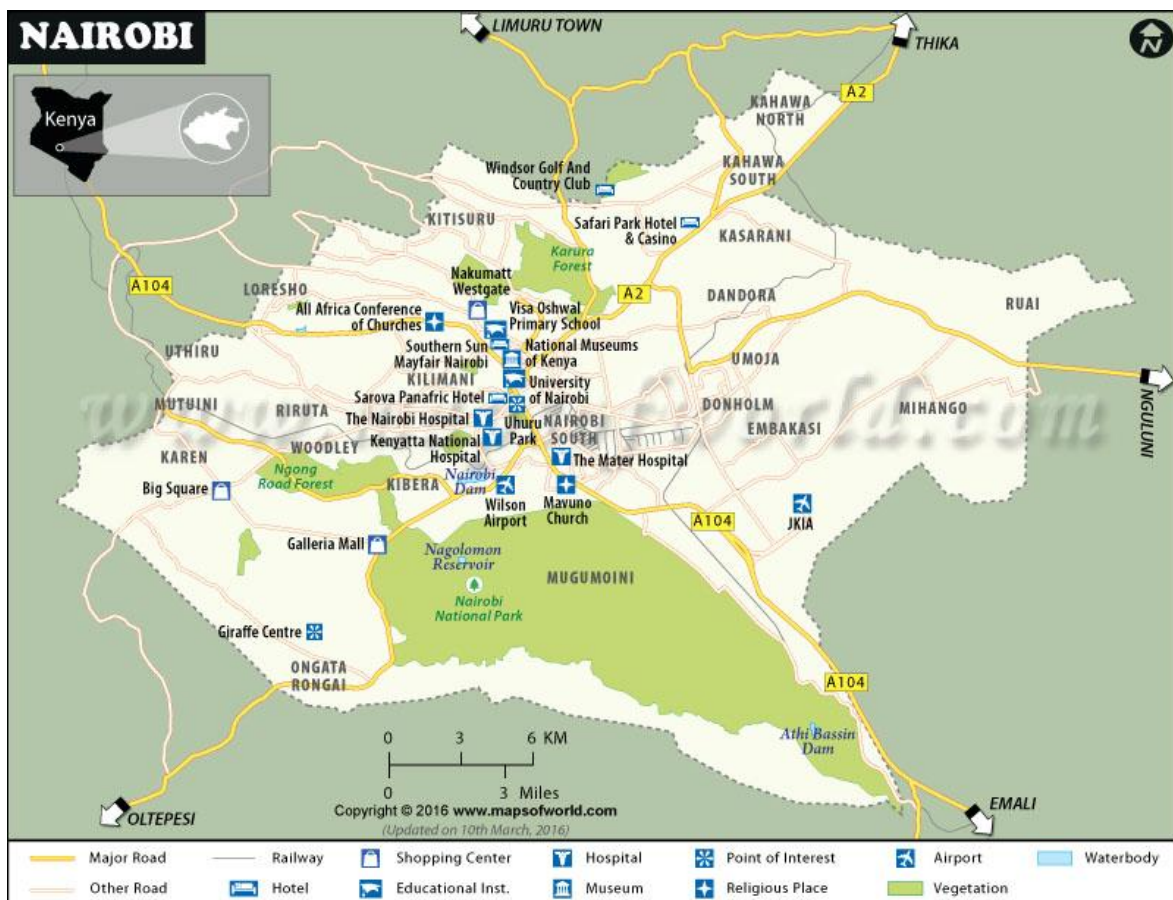 NAIROBI
LIMURU TOWN
THIKA
N
Kenya
A2
KAHAWA
NORTH
KAHAWA
SOUTH
Windsor Golf And
Country Club
KITISURU
Safari Park Hotel
& Casino
KASARANI
Karura
Forest
Nakumatt
Westgate
A104
LORESHO
A2
DANDORA
RUAI
All Africa Conference
of Churches
Visa Oshwal
Primary School
Southern Sun
Mayfair Nairobi
National Museums
of Kenya
UTHIRU
UMOJA
KILIMANI
University
of Nairobi
NGULUNI
MUTUINI
RIRUTA
Sarova Panafric Hotel
DONHOLM
MIHANGO
The Nairobi Hospital
Uhuru
Park
NAIROBI
SOUTH
EMBAKASI
WOODLEY
Kenyatta National
Hospital
KAREN
The Mater Hospital
Ngong
Road Forest
KIBERA
Nairobi
Dam
Big Square
Wilson
Airport
Mavuno
Church
JKIA
A104
Galleria Mall
Nagolomon
Reservoir
MUGUMOINI
Nairobi
National Park
Giraffe Centre
ONGATA
RONGAI
A104
Athi Bassin
Dam
0 3 6 KM
0 3 Miles
Copyright © 2016 www.mapsofworld.com
(Updated on 10th March, 2016)
OLTEPESI
EMALI
Major Road
Railway
Shopping Center
Hospital
Point of Interest
Airport
Waterbody
Other Road
Hotel
Educational Inst.
Museum
Religious Place
Vegetation